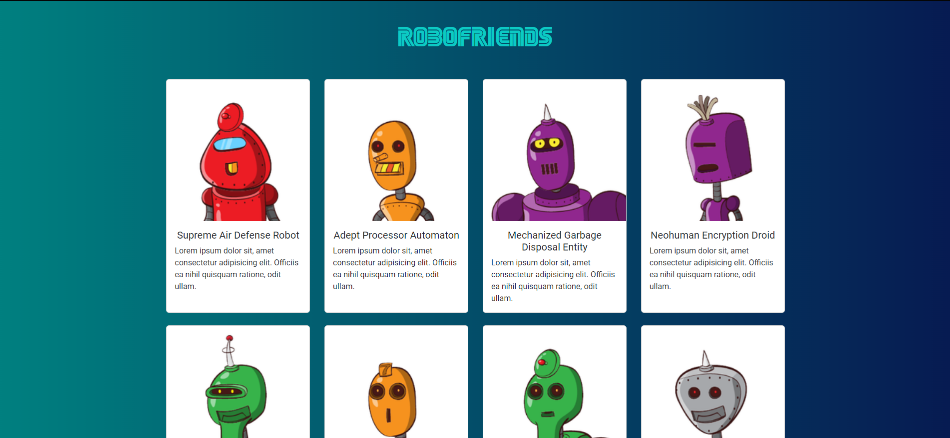 ROBOFRIENDS
Supreme Air Defense Robot
Lorem ipsum dolor sit, amet
consectetur adipisicing elit. Officiis
ea nihil quisquam ratione, odit
ullam.
Adept Processor Automaton
Lorem ipsum dolor sit, amet
consectetur adipisicing elit. Officiis
ea nihil quisquam ratione, odit
ullam.
Mechanized Garbage
Disposal Entity
Lorem ipsum dolor sit, amet
consectetur adipisicing elit. Officiis
ea nihil quisquam ratione, odit
ullam.
Neohuman Encryption Droid
Lorem ipsum dolor sit, amet
consectetur adipisicing elit. Officiis
ea nihil quisquam ratione, odit
ullam.